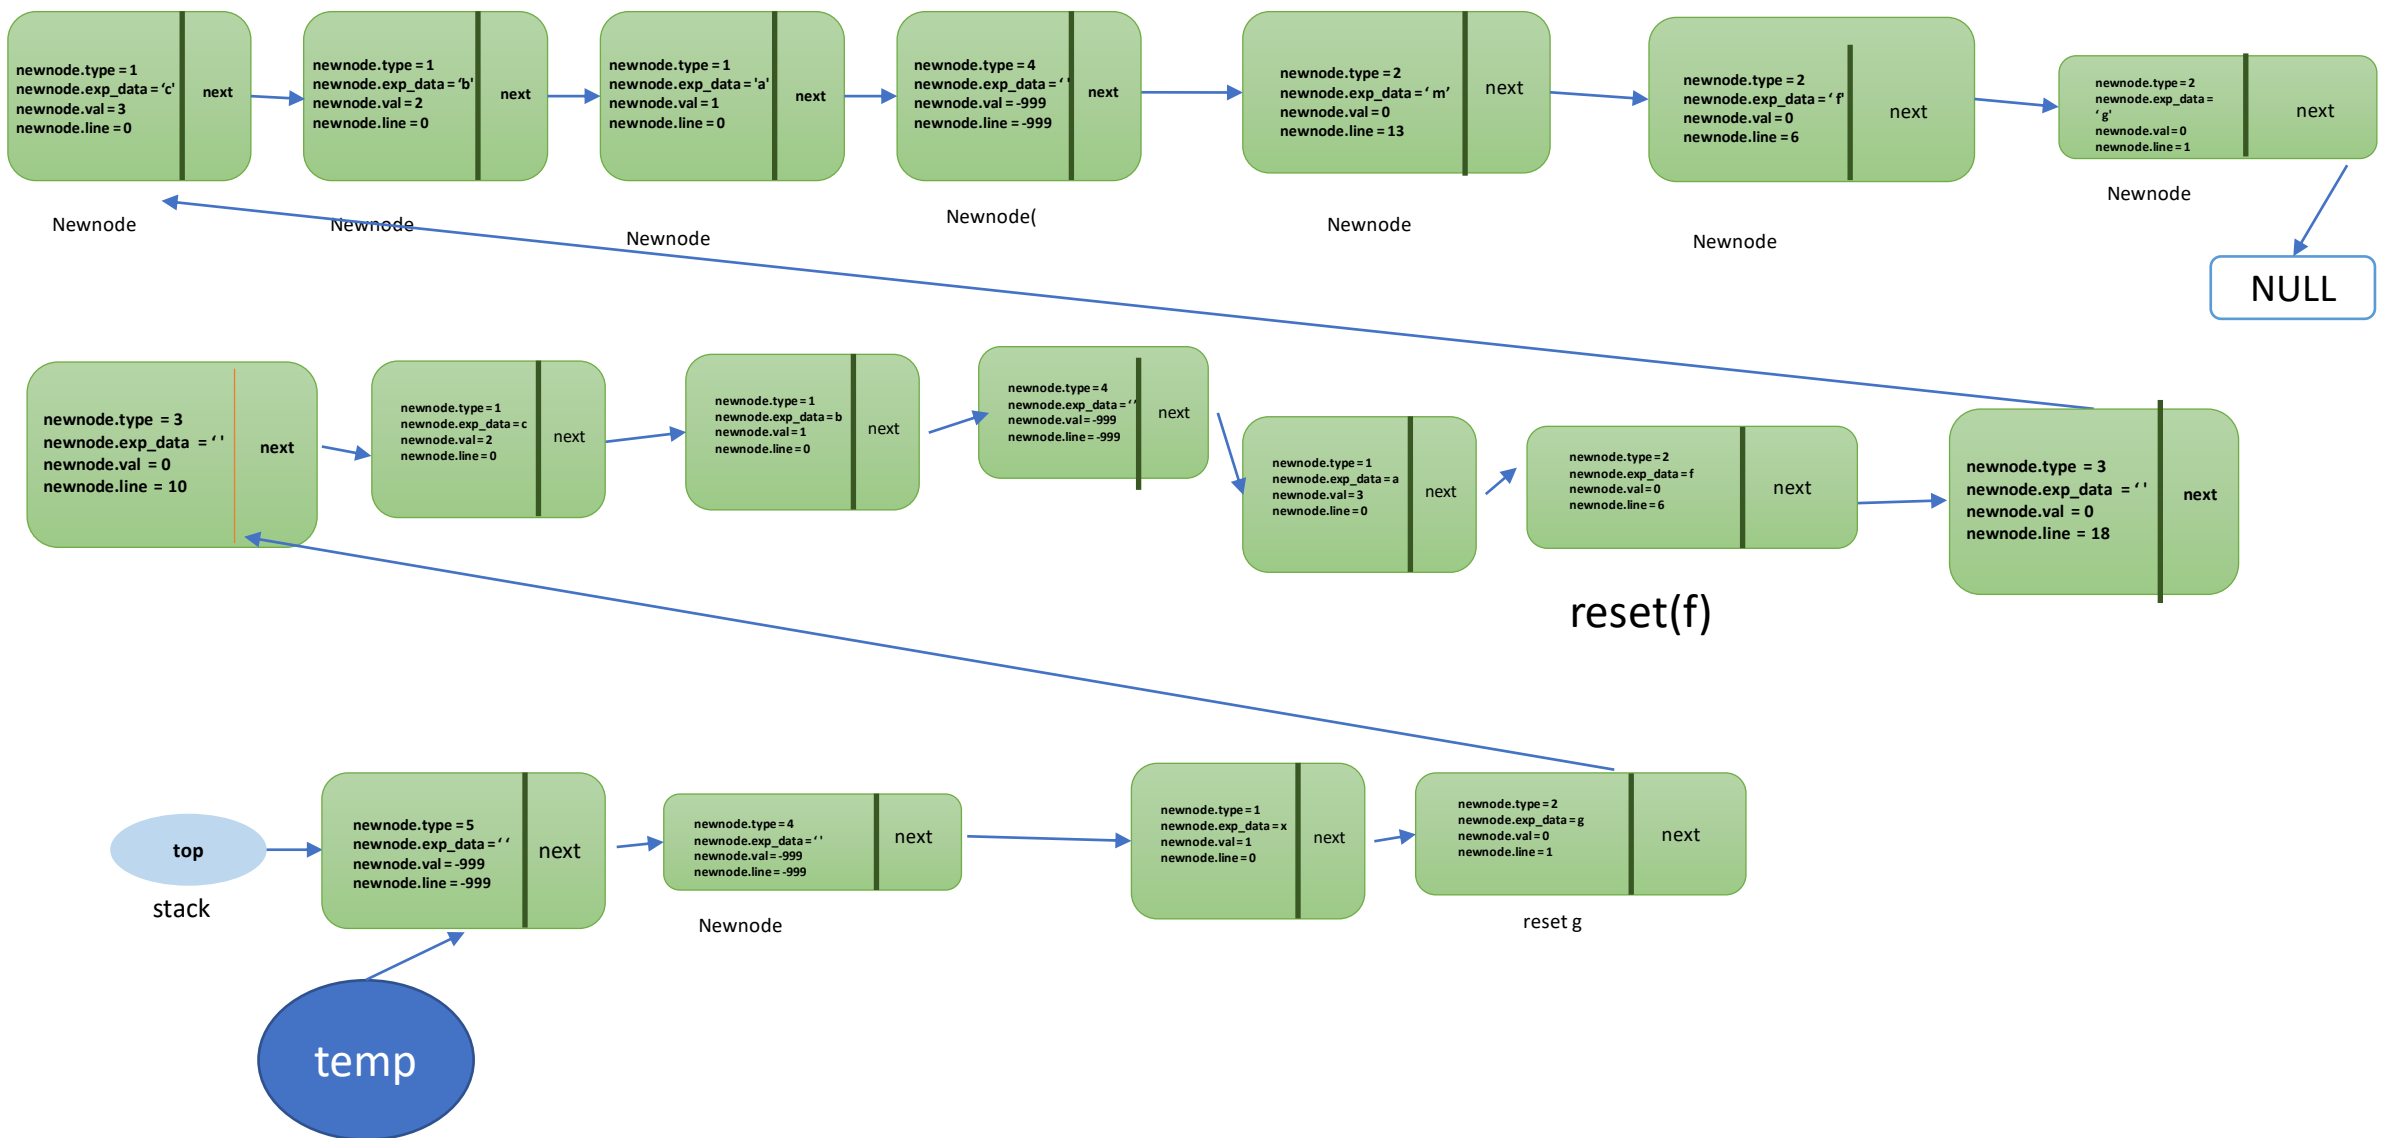 newnode.type = 1
newnode.exp_data = ‘c'
newnode.val = 3
newnode.line = 0
next
newnode.type = 1
newnode.exp_data = ‘b'
newnode.val = 2
newnode.line = 0
next
newnode.type = 1
newnode.exp_data = 'a'
newnode.val = 1
newnode.line = 0
next
newnode.type = 4
newnode.exp_data = ‘ '
newnode.val = -999
newnode.line = -999
next
newnode.type = 2
newnode.exp_data = ‘ m’
newnode.val = 0
newnode.line = 13
next
newnode.type = 2
newnode.exp_data = ‘ f'
newnode.val = 0
newnode.line = 6
next
newnode.type = 2
newnode.exp_data =
‘ g'
newnode.val = 0
newnode.line = 1
next
Newnode
Newnode
Newnode
Newnode(
Newnode
Newnode
Newnode
NULL
newnode.type = 3
newnode.exp_data = ‘ '
newnode.val = 0
newnode.line = 10
next
newnode.type = 1
newnode.exp_data = c
newnode.val = 2
newnode.line = 0
next
newnode.type = 1
newnode.exp_data = b
newnode.val = 1
newnode.line = 0
next
newnode.type = 4
newnode.exp_data = ‘ ‘
newnode.val = -999
newnode.line = -999
next
newnode.type = 1
newnode.exp_data = a
newnode.val = 3
newnode.line = 0
next
newnode.type = 2
newnode.exp_data = f
newnode.val = 0
newnode.line = 6
next
newnode.type = 3
newnode.exp_data = ‘ '
newnode.val = 0
newnode.line = 18
next
reset(f)
top
stack
newnode.type = 5
newnode.exp_data = ‘ ‘
newnode.val = -999
newnode.line = -999
next
newnode.type = 4
newnode.exp_data = ‘ '
newnode.val = -999
newnode.line = -999
next
Newnode
newnode.type = 1
newnode.exp_data = x
newnode.val = 1
newnode.line = 0
next
newnode.type = 2
newnode.exp_data = g
newnode.val = 0
newnode.line = 1
next
reset g
temp